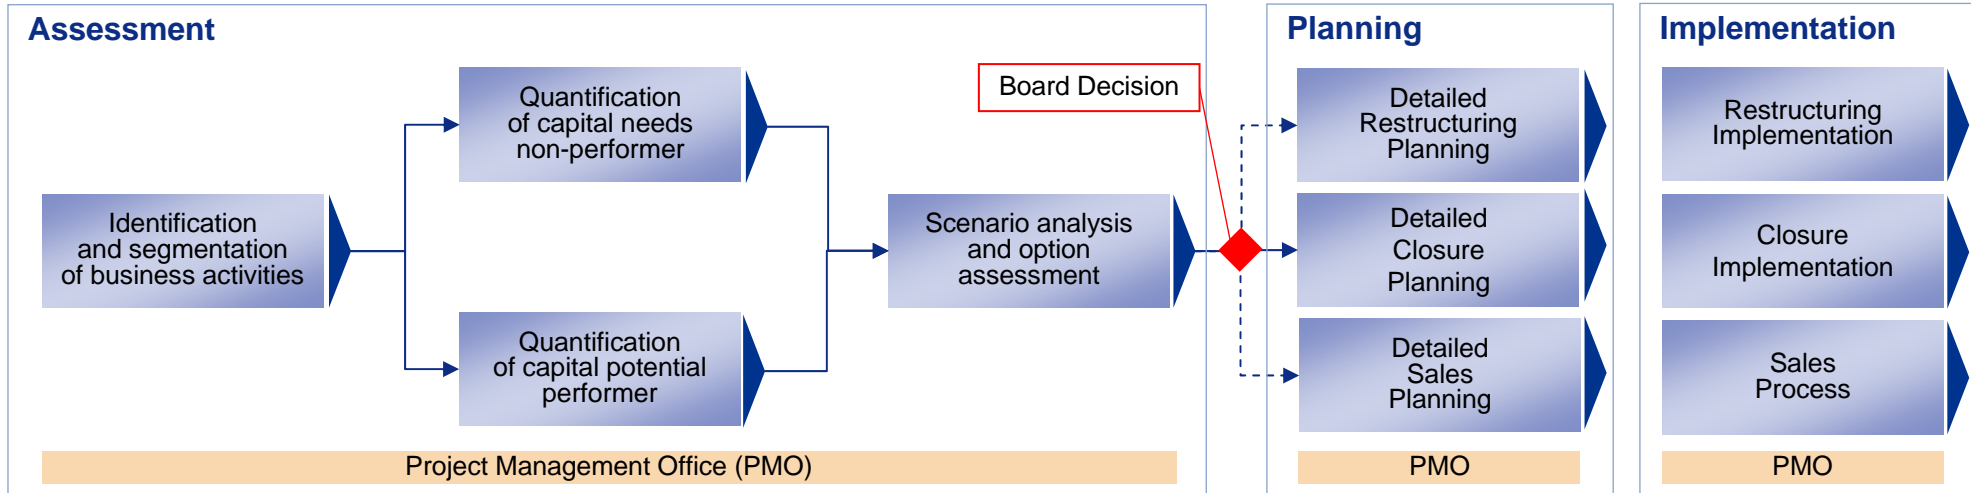 Assessment
Identification
and segmentation
of business activities
Quantification
of capital needs
non-performer
Quantification
of capital potential
performer
Scenario analysis
and option
assessment
Project Management Office (PMO)
Board Decision
Planning
Detailed
Restructuring
Planning
Detailed
Closure
Planning
Detailed
Sales
Planning
PMO
Implementation
Restructuring
Implementation
Closure
Implementation
Sales
Process
PMO